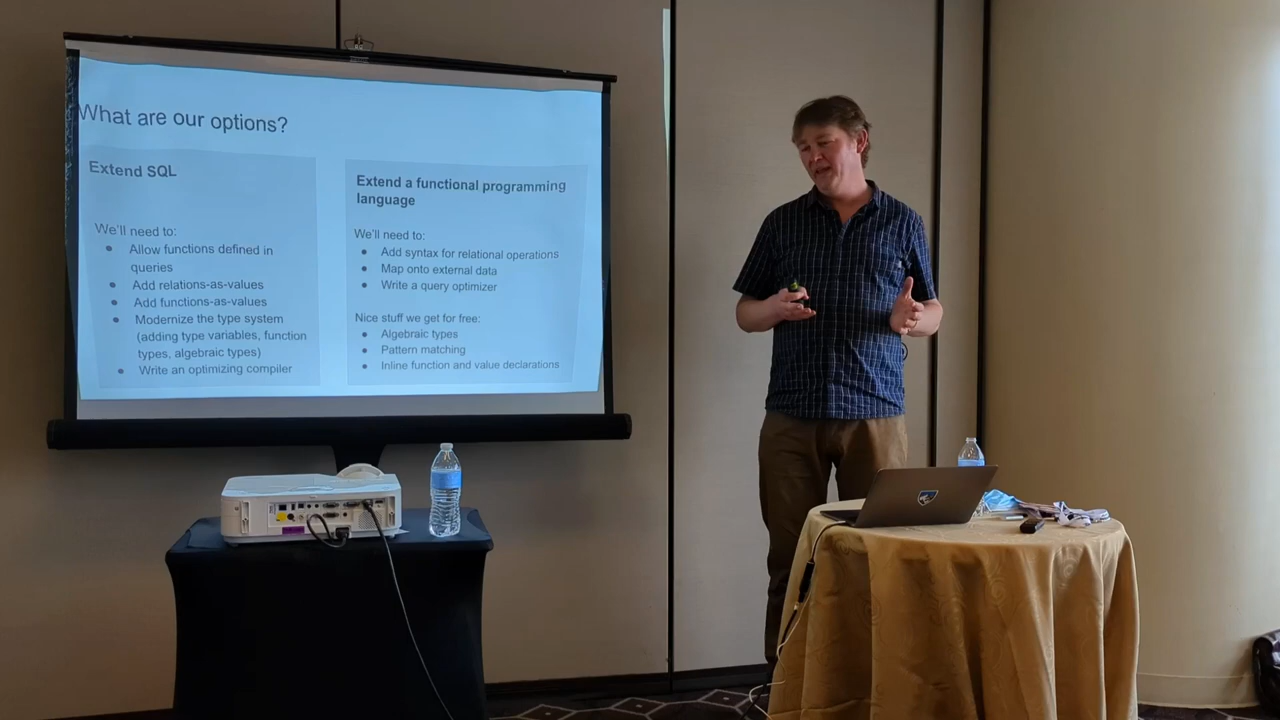 What are our options?
Extend SQL
We'll need to:
● Allow functions defined in
queries
● Add relations-as-values
● Add functions-as-values
● Modernize the type system
(adding type variables, function
types, algebraic types)
● Write an optimizing compiler
Extend a functional programming
language
We'll need to:
● Add syntax for relational operations
● Map onto external data
● Write a query optimizer
Nice stuff we get for free:
● Algebraic types
● Pattern matching
● Inline function and value declarations